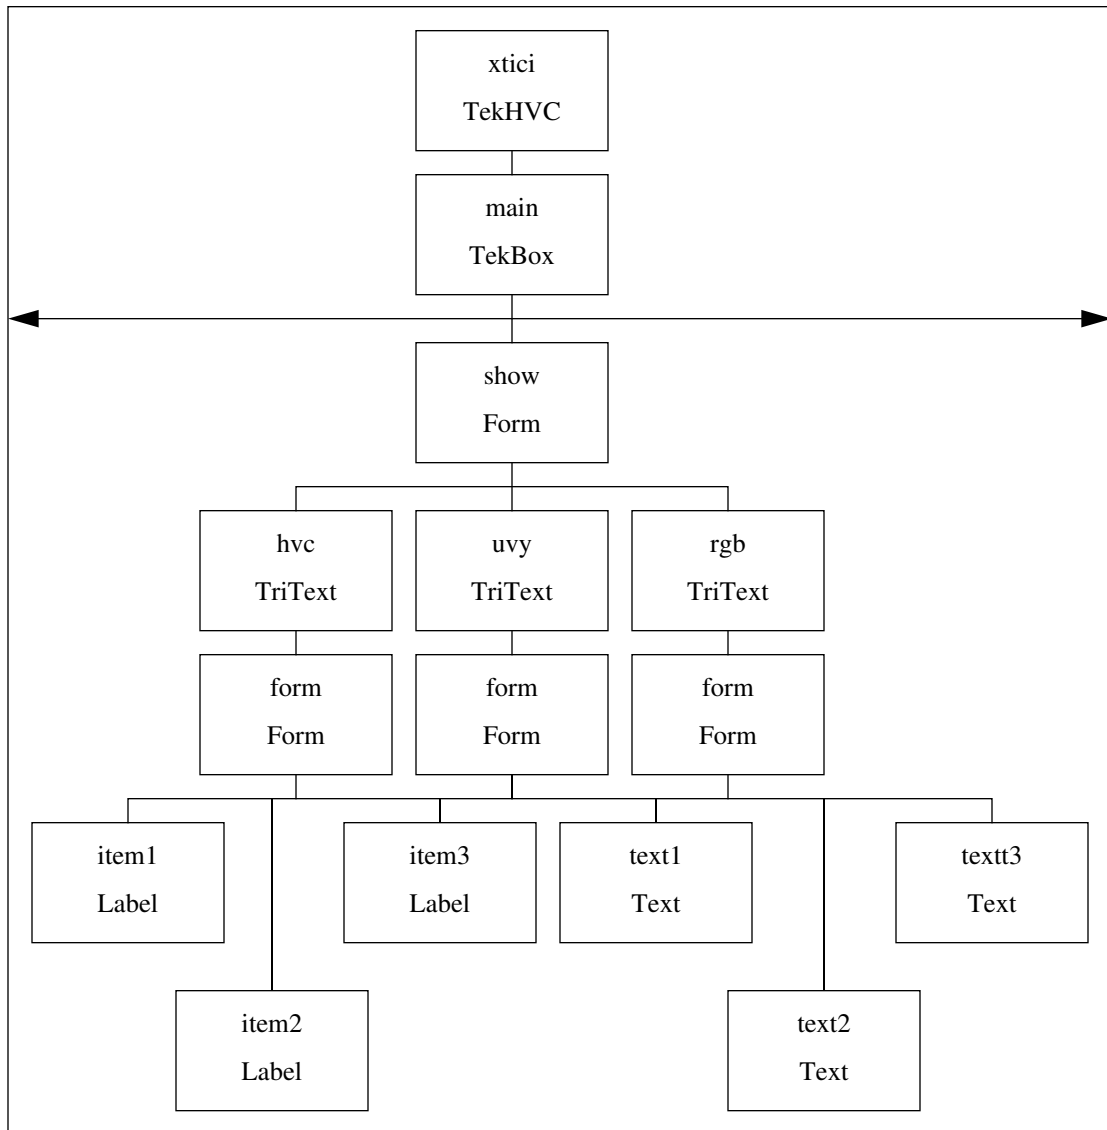 xtici
TekHVC
main
TekBox
show
Form
hvc
TriText
uvy
TriText
rgb
TriText
form
Form
form
Form
form
Form
item1
Label
item3
Label
text1
Text
textt3
Text
item2
Label
text2
Text